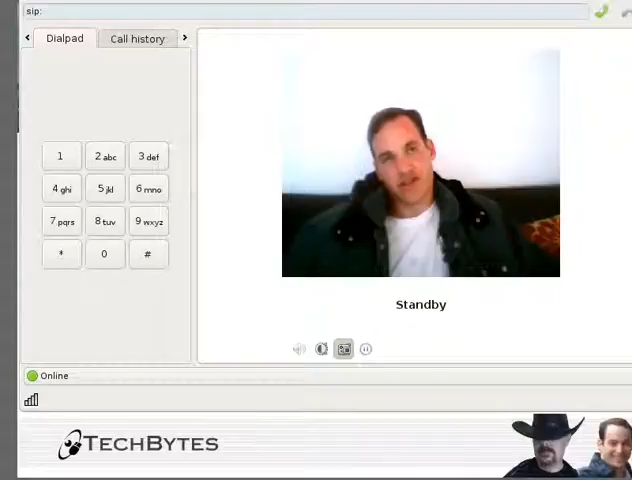 sip:
Dialpad
Call history
1
2 abc
3 def
4 ghi
5 jkl
6 mno
7 pqrs
8 tuv
9 wxyz
*
0
#
Standby
Online
TECHBYTES